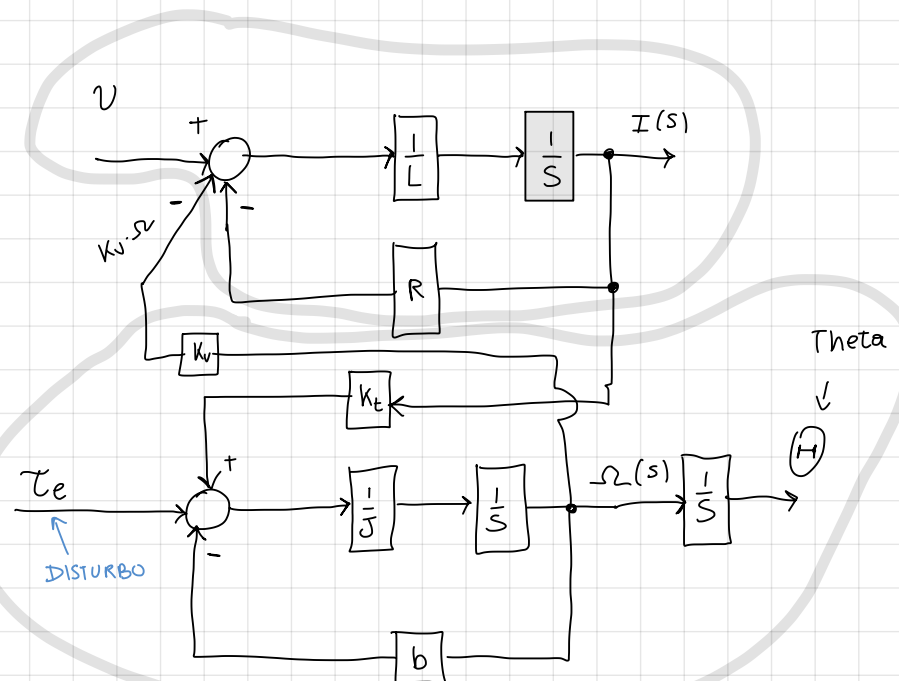 v
+
I(s)
1/L
1/S
-
-
Kv·Ω
R
Kv
Theta
Kt
+
τe
1/J
1/S
Ω(s)
1/S
Θ
-
DISTURBO
b